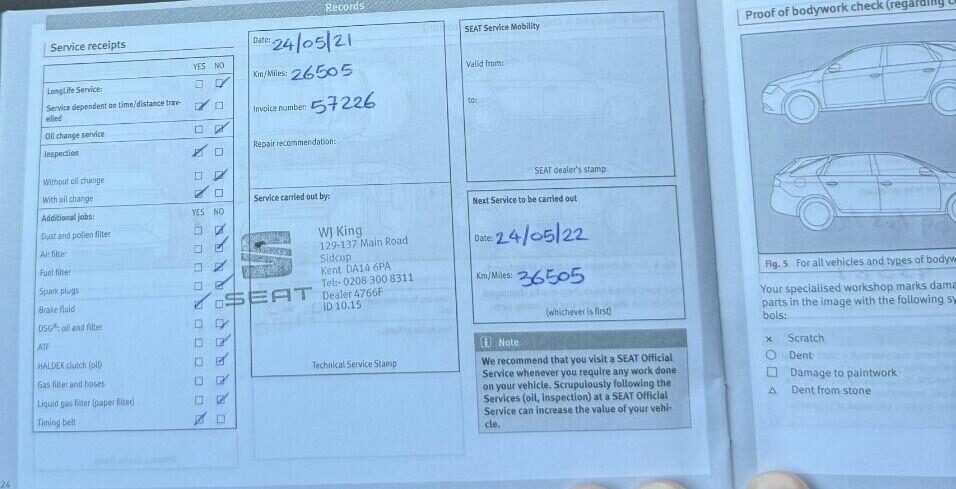 Records
Service receipts
YES NO
LongLife Service:
Service dependent on time/distance trav-
elled
Oil change service
Inspection
Without oil change
With oil change
Additional jobs:
YES NO
Dust and pollen filter
Air filter
Fuel filter
Spark plugs
Brake fluid
DSG®: oil and filter
ATF
HALDEX clutch (oil)
Gas filter and hoses
Liquid gas filter (paper filter)
Timing belt
24
Date: 24/05/21
Km/Miles: 26505
Invoice number: 57226
Repair recommendation:
Service carried out by:
SEAT
WJ King
129-137 Main Road
Sidcup
Kent DA14 6PA
Tel:- 0208 300 8311
Dealer 4766F
ID 10.15
Technical Service Stamp
SEAT Service Mobility
Valid from:
to:
SEAT dealer's stamp
Next Service to be carried out
Date: 24/05/22
Km/Miles: 36505
(whichever is first)
i Note
We recommend that you visit a SEAT Official
Service whenever you require any work done
on your vehicle. Scrupulously following the
Services (oil, inspection) at a SEAT Official
Service can increase the value of your vehi-
cle.
Proof of bodywork check (regarding
Fig. 5 For all vehicles and types of bodyw
Your specialised workshop marks dama
parts in the image with the following sy
bols:
× Scratch
○ Dent
□ Damage to paintwork
△ Dent from stone